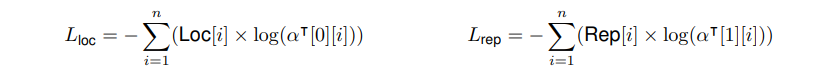 L_loc = − ∑_{i=1}^{n} (Loc[i] × log(α^⊺[0][i]))
L_rep = − ∑_{i=1}^{n} (Rep[i] × log(α^⊺[1][i]))